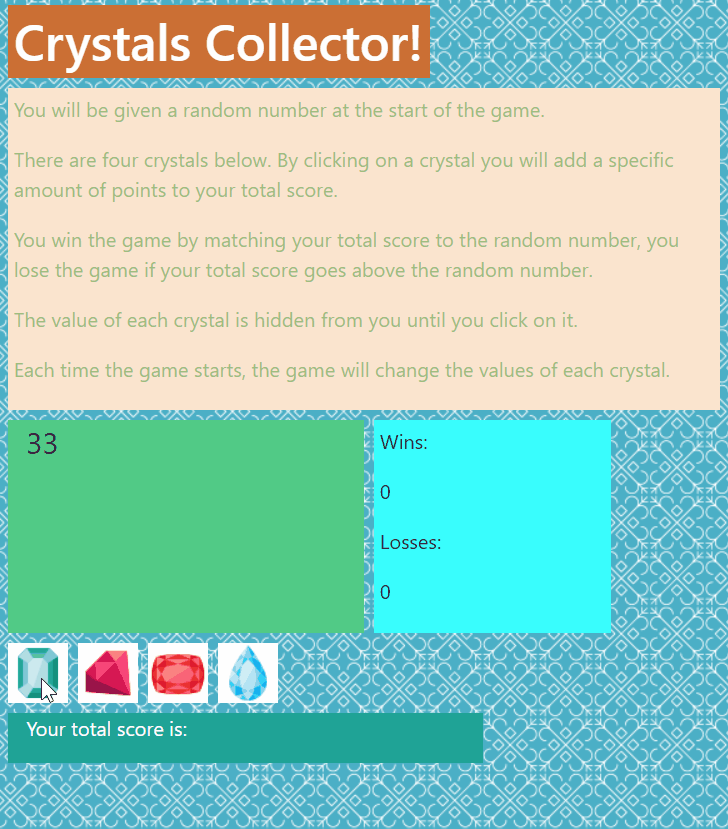 Crystals Collector!
You will be given a random number at the start of the game.
There are four crystals below. By clicking on a crystal you will add a specific
amount of points to your total score.
You win the game by matching your total score to the random number, you
lose the game if your total score goes above the random number.
The value of each crystal is hidden from you until you click on it.
Each time the game starts, the game will change the values of each crystal.
33
Wins:
0
Losses:
0
Your total score is: